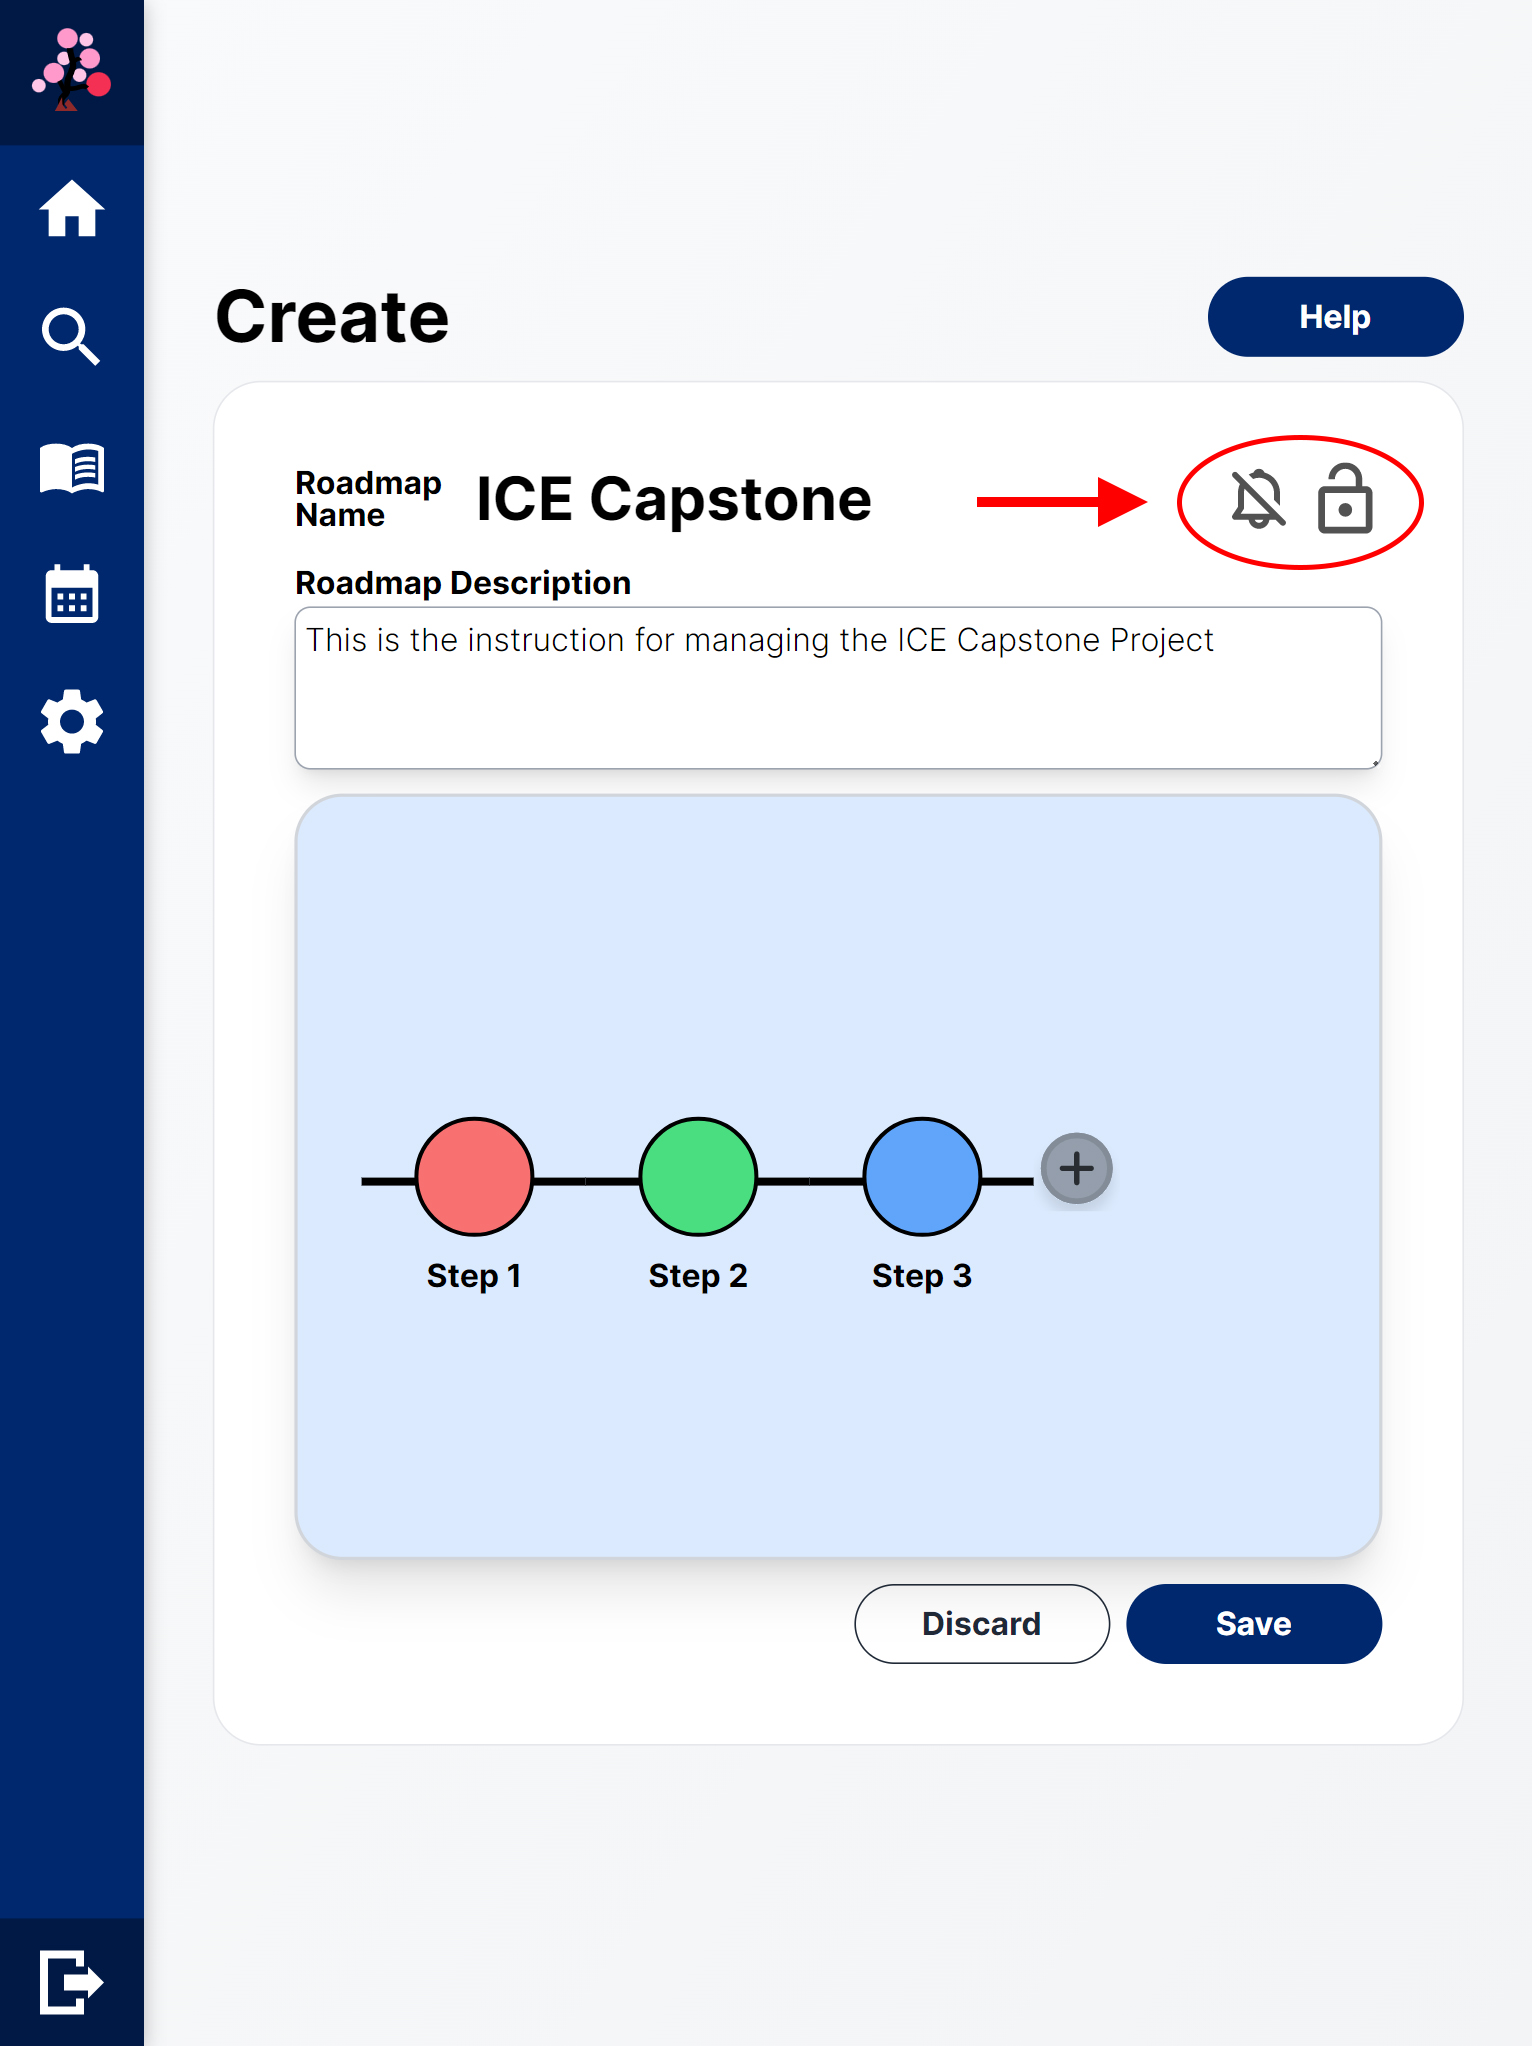 Create
Help
Roadmap
Name
ICE Capstone
Roadmap Description
This is the instruction for managing the ICE Capstone Project
Step 1
Step 2
Step 3
Discard
Save